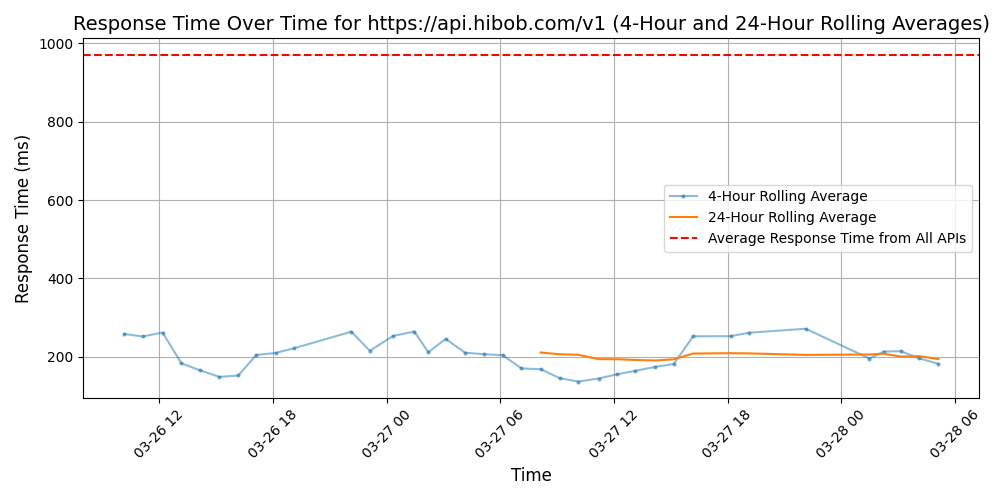 Response Time Over Time for https://api.hibob.com/v1 (4-Hour and 24-Hour Rolling Averages)
1000
800
600
400
200
Response Time (ms)
4-Hour Rolling Average
24-Hour Rolling Average
Average Response Time from All APIs
03-26 12
03-26 18
03-27 00
03-27 06
03-27 12
03-27 18
03-28 00
03-28 06
Time